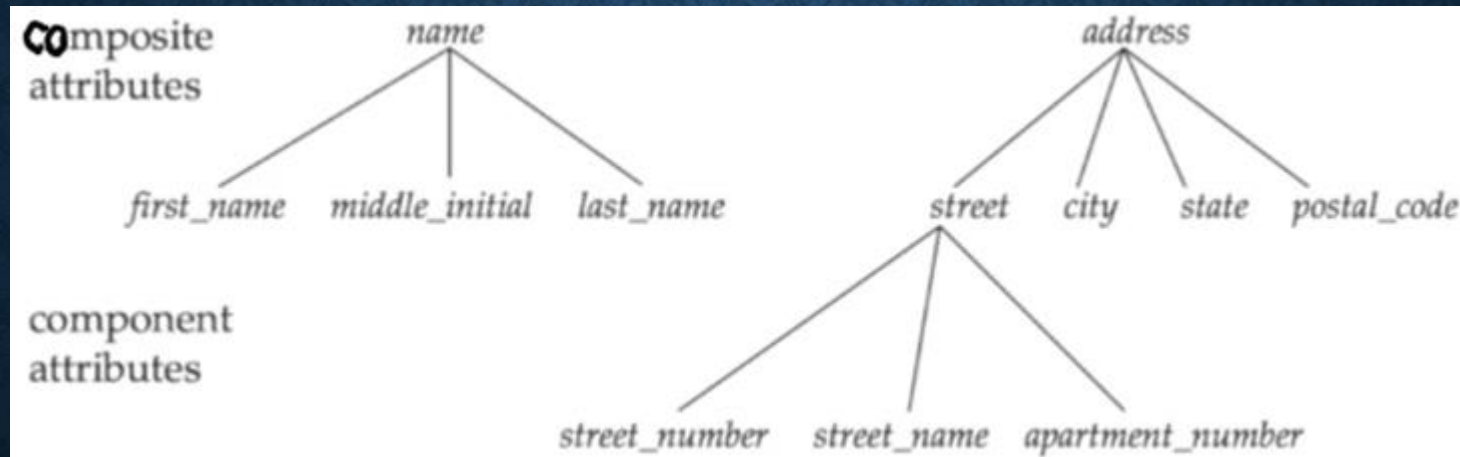 composite
attributes
name
address
first_name middle_initial last_name
street city state postal_code
component
attributes
street_number street_name apartment_number